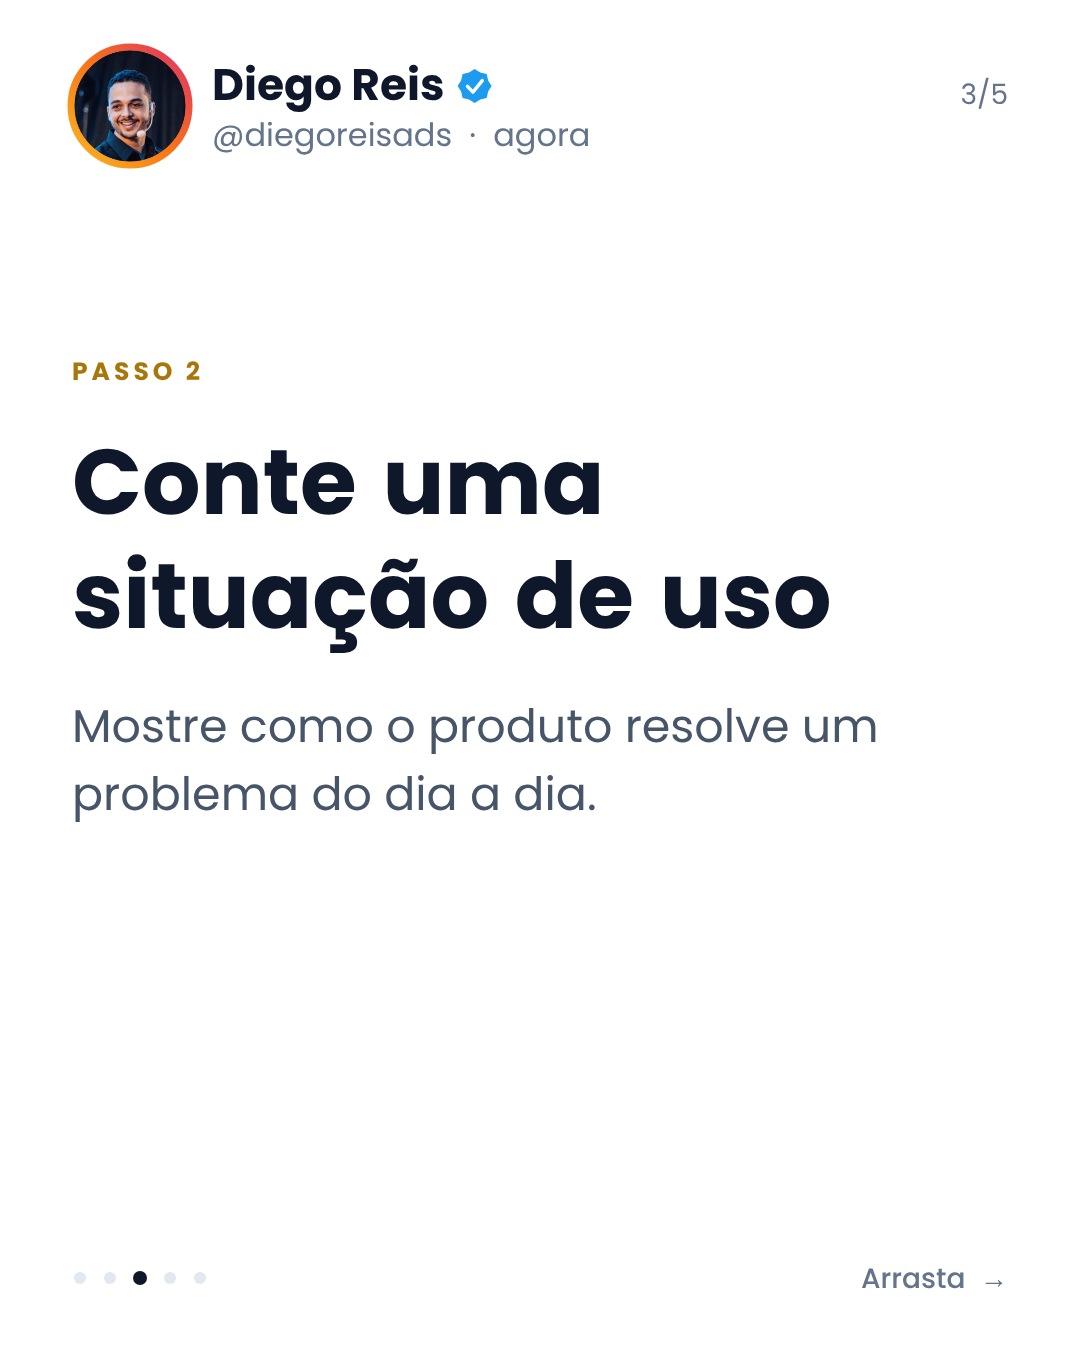 Diego Reis
@diegoreisads · agora
3/5
PASSO 2
Conte uma
situação de uso
Mostre como o produto resolve um
problema do dia a dia.
Arrasta →